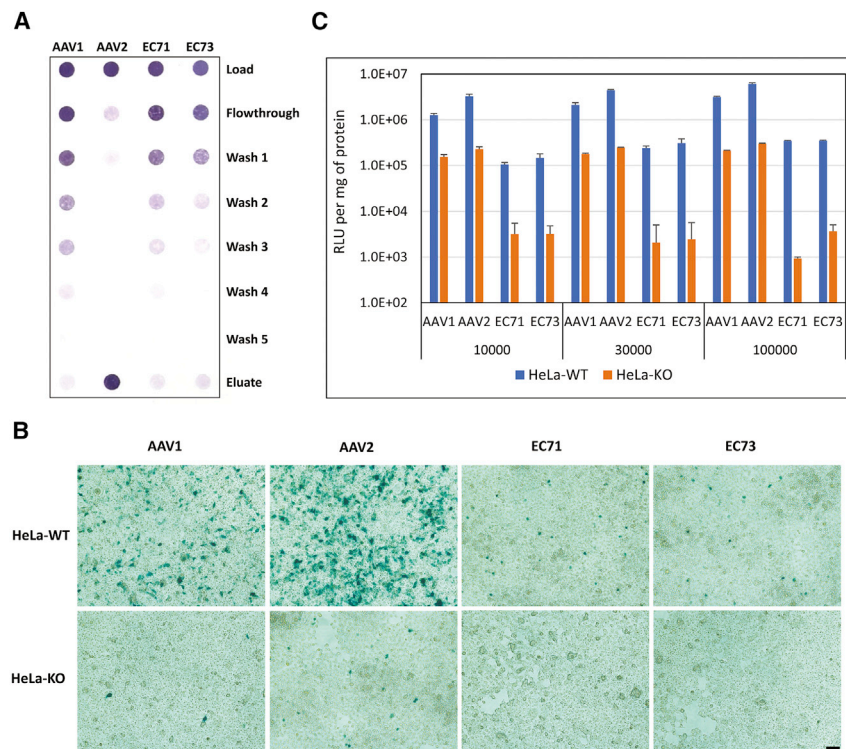 A
AAV1 AAV2 EC71 EC73
Load
Flowthrough
Wash 1
Wash 2
Wash 3
Wash 4
Wash 5
Eluate
C
RLU per mg of protein
1.0E+07
1.0E+06
1.0E+05
1.0E+04
1.0E+03
1.0E+02
AAV1 AAV2 EC71 EC73 AAV1 AAV2 EC71 EC73 AAV1 AAV2 EC71 EC73
10000 30000 100000
HeLa-WT HeLa-KO
B
AAV1 AAV2 EC71 EC73
HeLa-WT
HeLa-KO